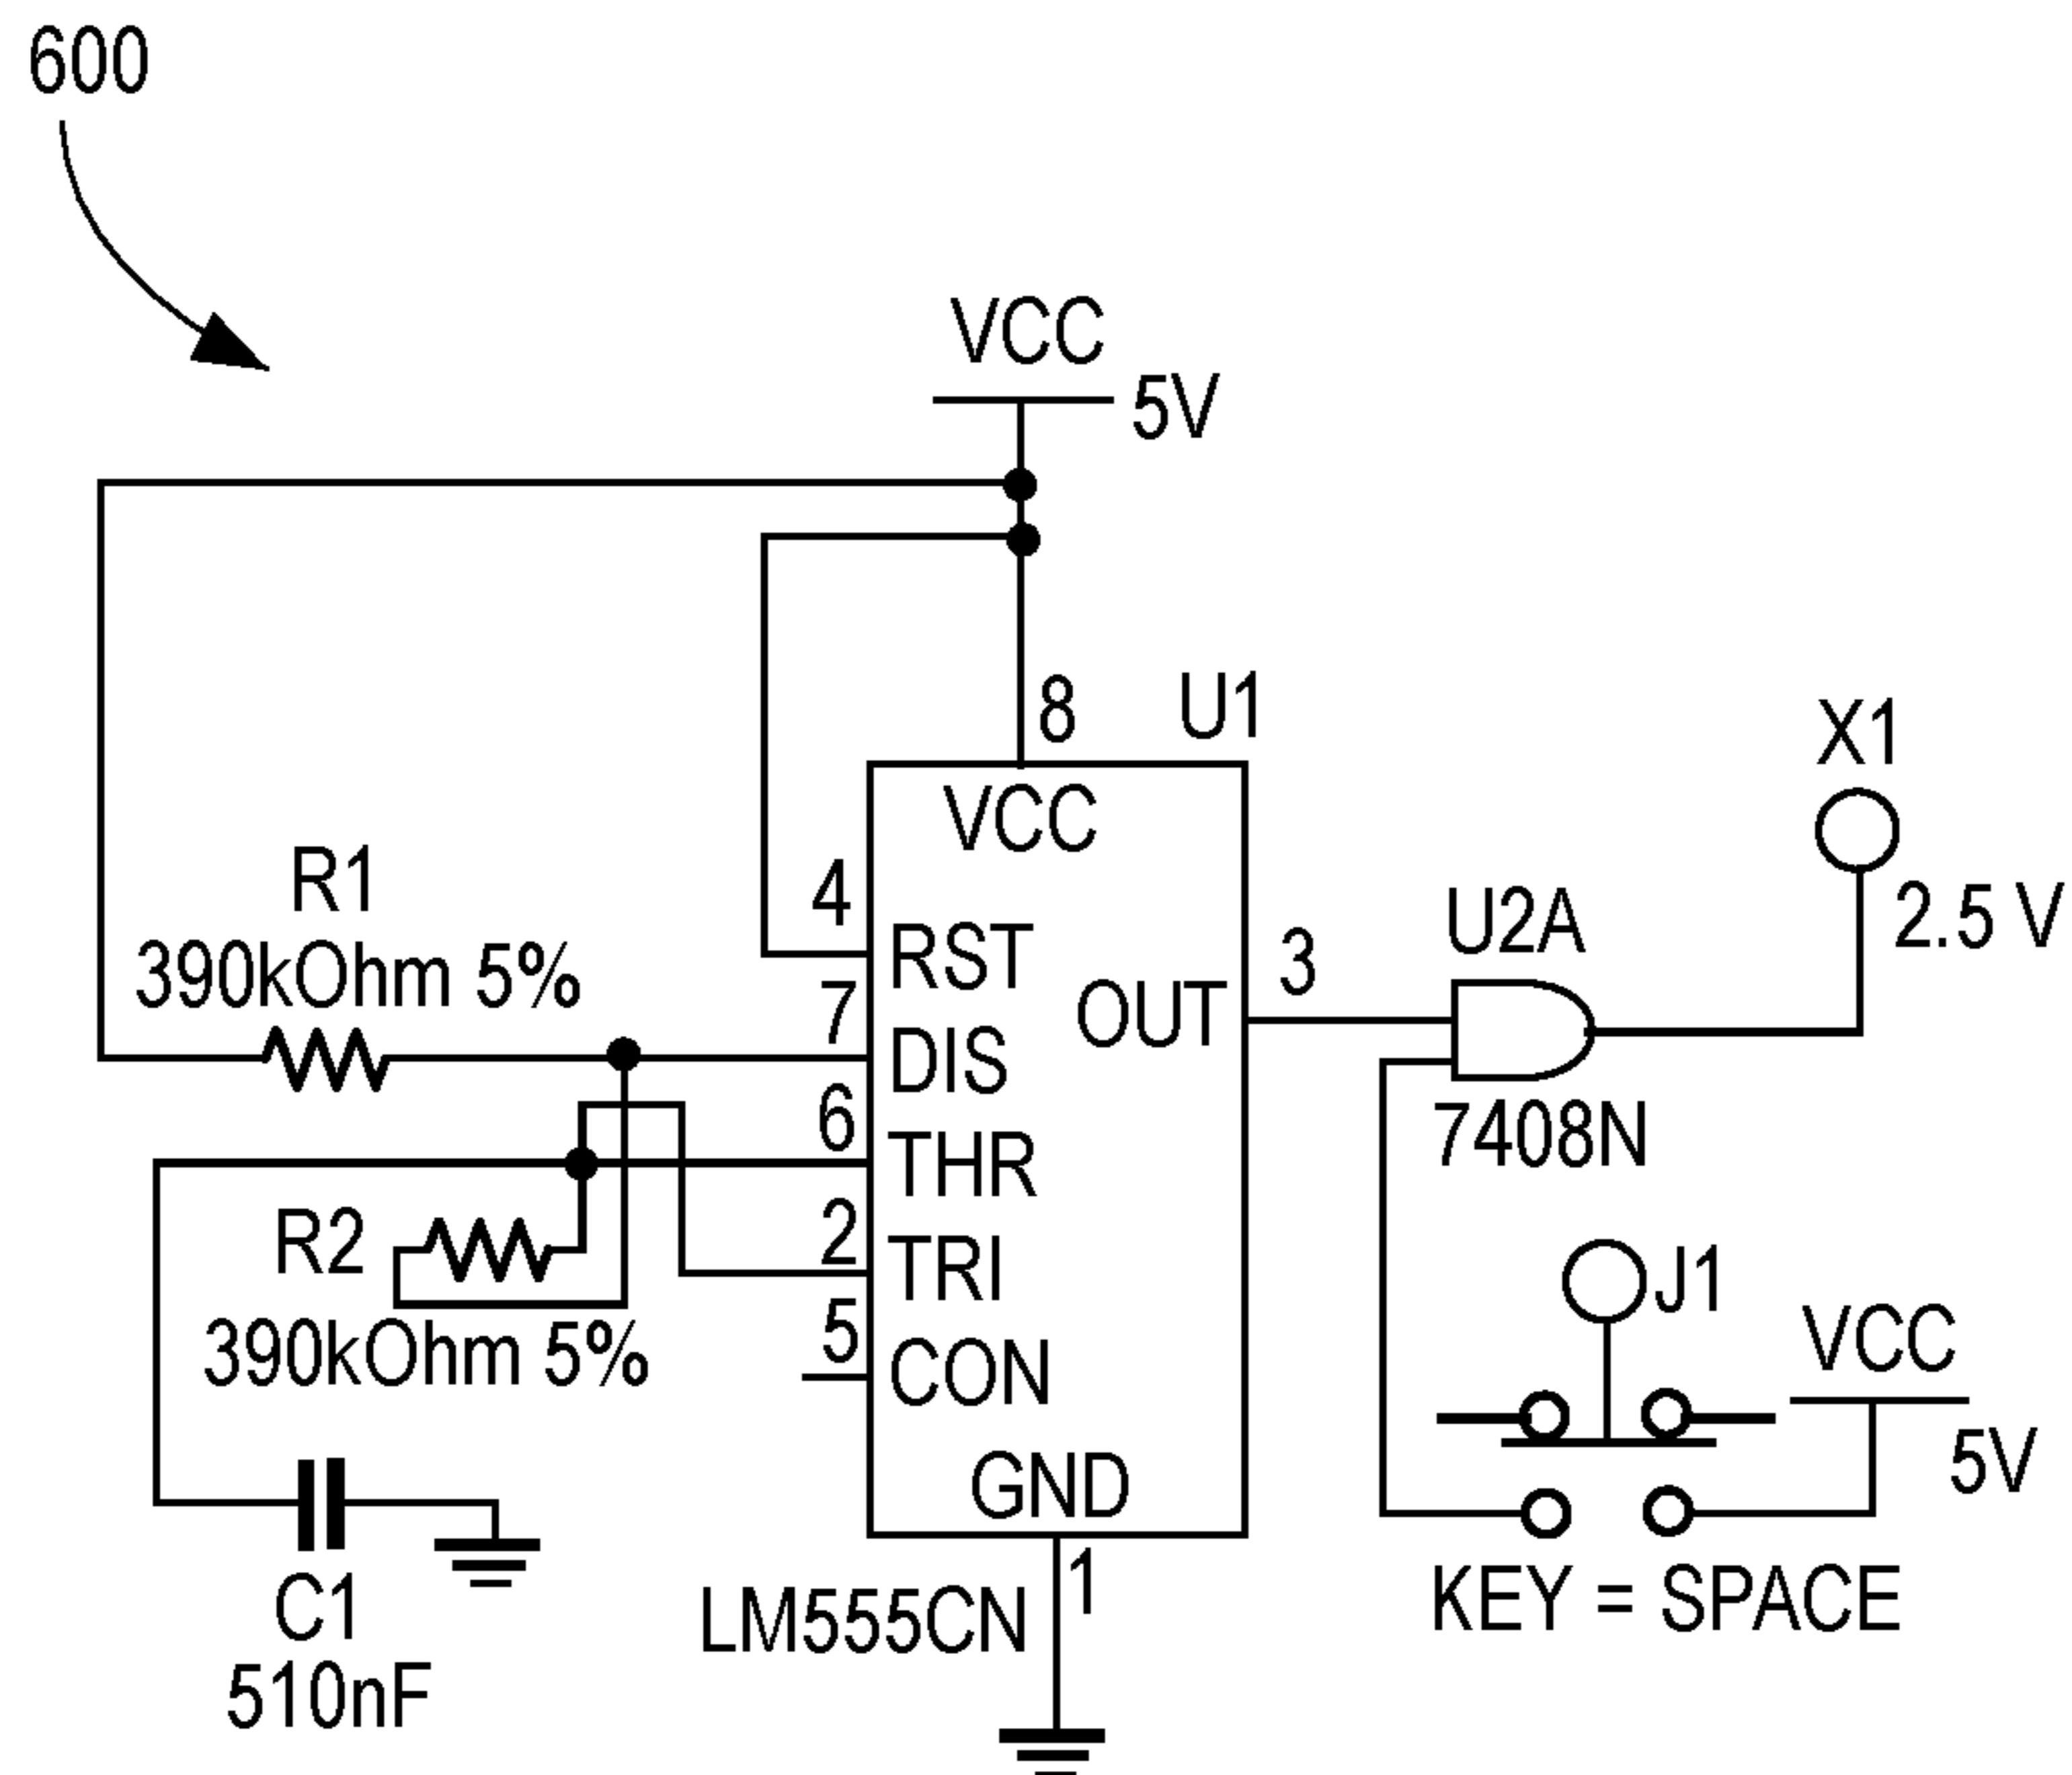 600
VCC
5V
8
U1
VCC
X1
R1
390kOhm 5%
4
RST
2.5 V
U2A
3
7
OUT
DIS
6
THR
7408N
R2
2
TRI
390kOhm 5%
5
CON
J1
VCC
5V
GND
1
C1
510nF
LM555CN
KEY = SPACE